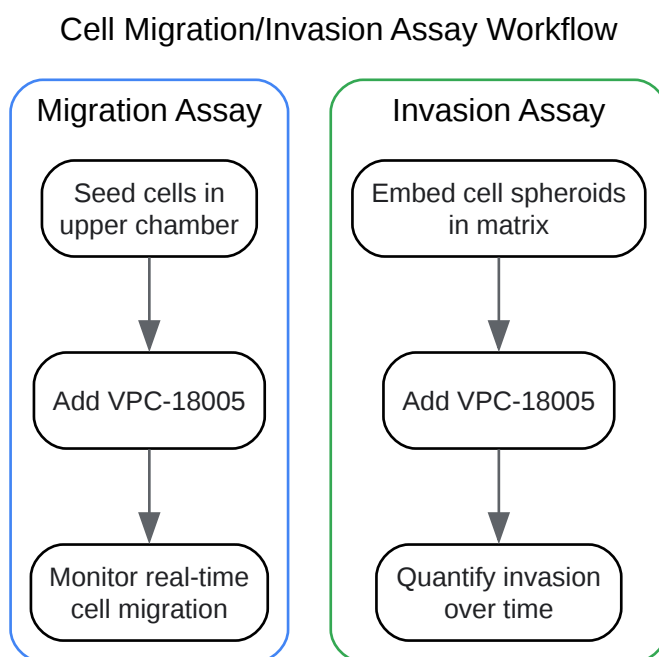 Cell Migration/Invasion Assay Workflow
Migration Assay
Seed cells in
upper chamber
Add VPC-18005
Monitor real-time
cell migration
Invasion Assay
Embed cell spheroids
in matrix
Add VPC-18005
Quantify invasion
over time